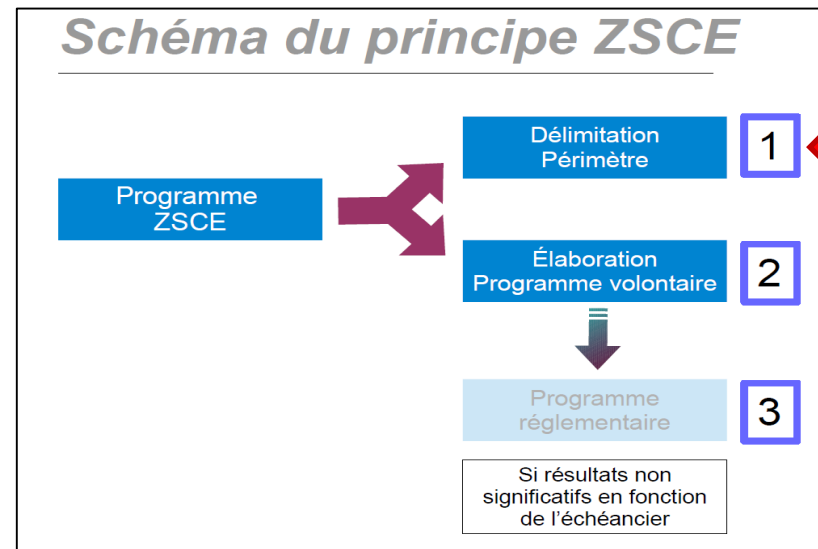 Schéma du principe ZSCE
Délimitation
Périmètre
1
Programme
ZSCE
Élaboration
Programme volontaire
2
Programme
réglementaire
3
Si résultats non
significatifs en fonction
de l'échéancier